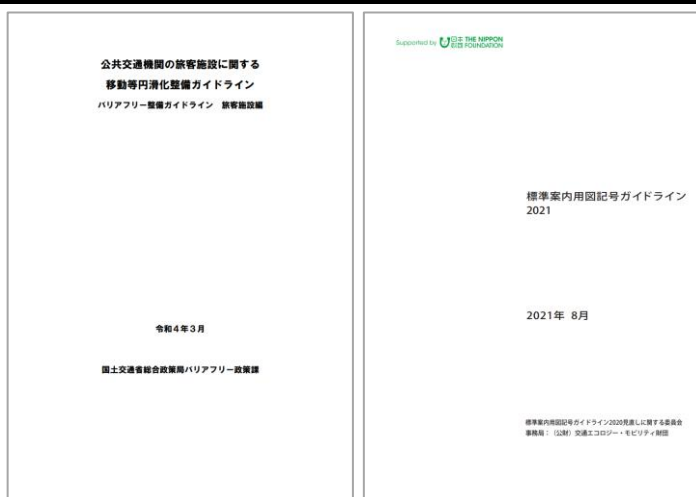 公共交通機関の旅客施設に関する
移動等円滑化整備ガイドライン
バリアフリー整備ガイドライン 旅客施設編
令和4年3月
国土交通省総合政策局バリアフリー政策課
Supported by 日本財団 THE NIPPON FOUNDATION
標準案内用図記号ガイドライン
2021
2021年 8月
標準案内用図記号ガイドライン2020見直しに関する委員会
事務局：（公財）交通エコロジー・モビリティ財団